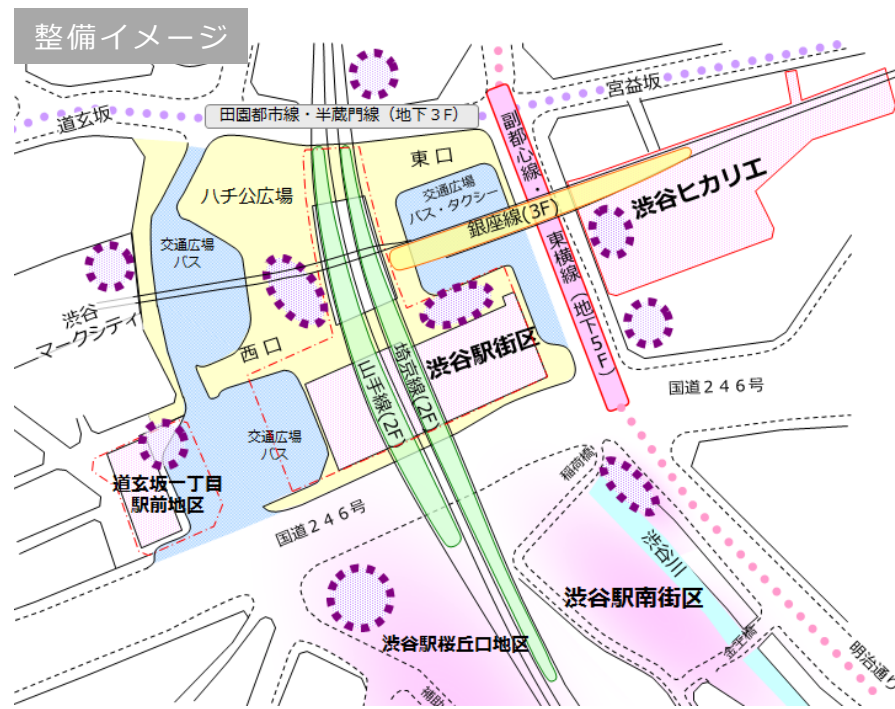 整備イメージ
宮益坂
道玄坂
田園都市線・半蔵門線（地下３F）
東口
ハチ公広場
交通広場
バス・タクシー
副都心線・東横線（地下５F）
銀座線(3F)
渋谷ヒカリエ
交通広場
バス
渋谷
マークシティ
西口
山手線(2F)
埼京線(2F)
渋谷駅街区
国道２４６号
交通広場
バス
道玄坂一丁目
駅前地区
国道２４６号
稲荷橋
渋谷川
渋谷駅南街区
渋谷駅桜丘口地区
金王橋
明治通り
補助